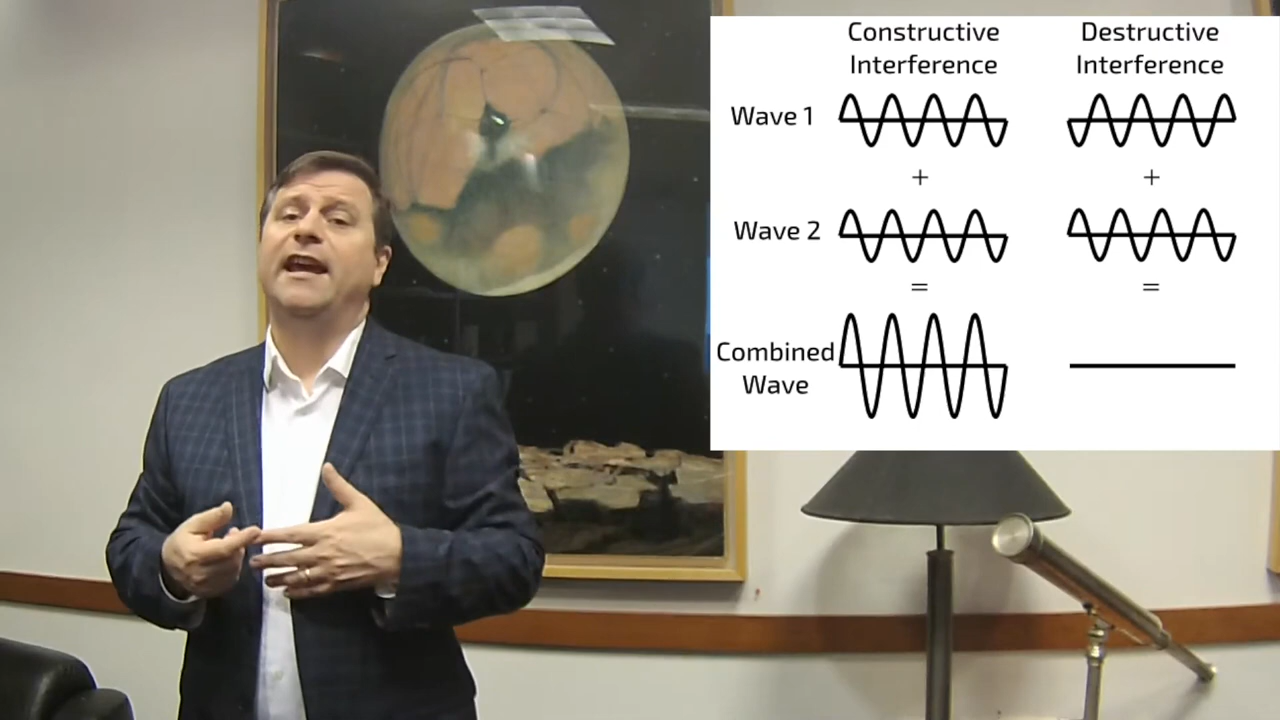 Constructive
Interference
Destructive
Interference
Wave 1
+
+
Wave 2
=
=
Combined
Wave